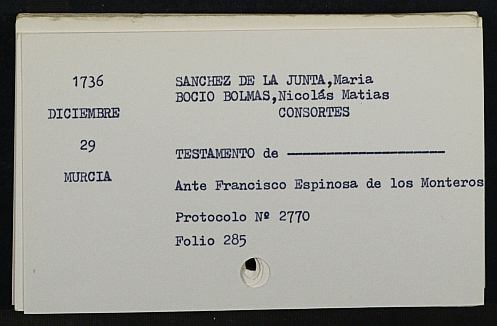 1736
DICIEMBRE
29
MURCIA
SANCHEZ DE LA JUNTA,Maria
BOCIO BOLMAS,Nicolás Matias
CONSORTES
TESTAMENTO de ----------------------
Ante Francisco Espinosa de los Monteros
Protocolo Nº 2770
Folio 285